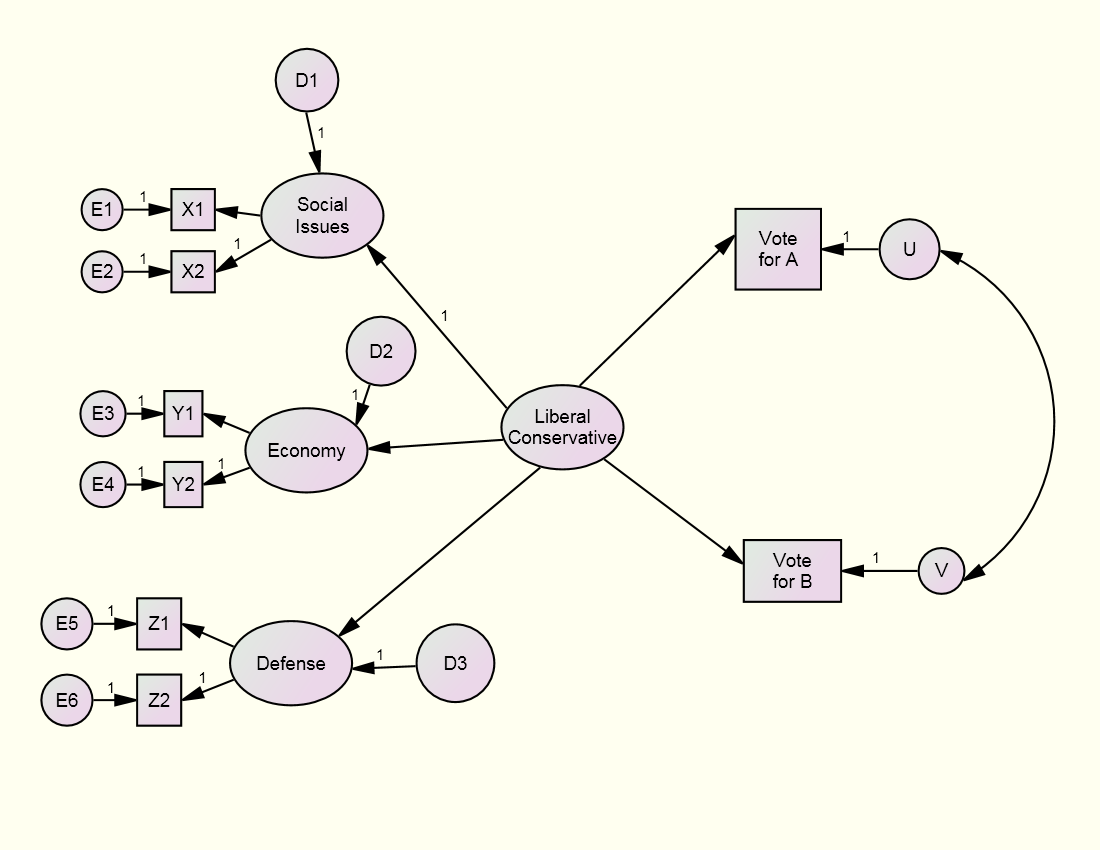 D1
1
E1
1
X1
Social
Issues
E2
1
X2
1
1
D2
1
E3
1
Y1
Economy
E4
1
Y2
1
Liberal
Conservative
Vote
for A
1
U
Vote
for B
1
V
E5
1
Z1
Defense
1
D3
E6
1
Z2
1